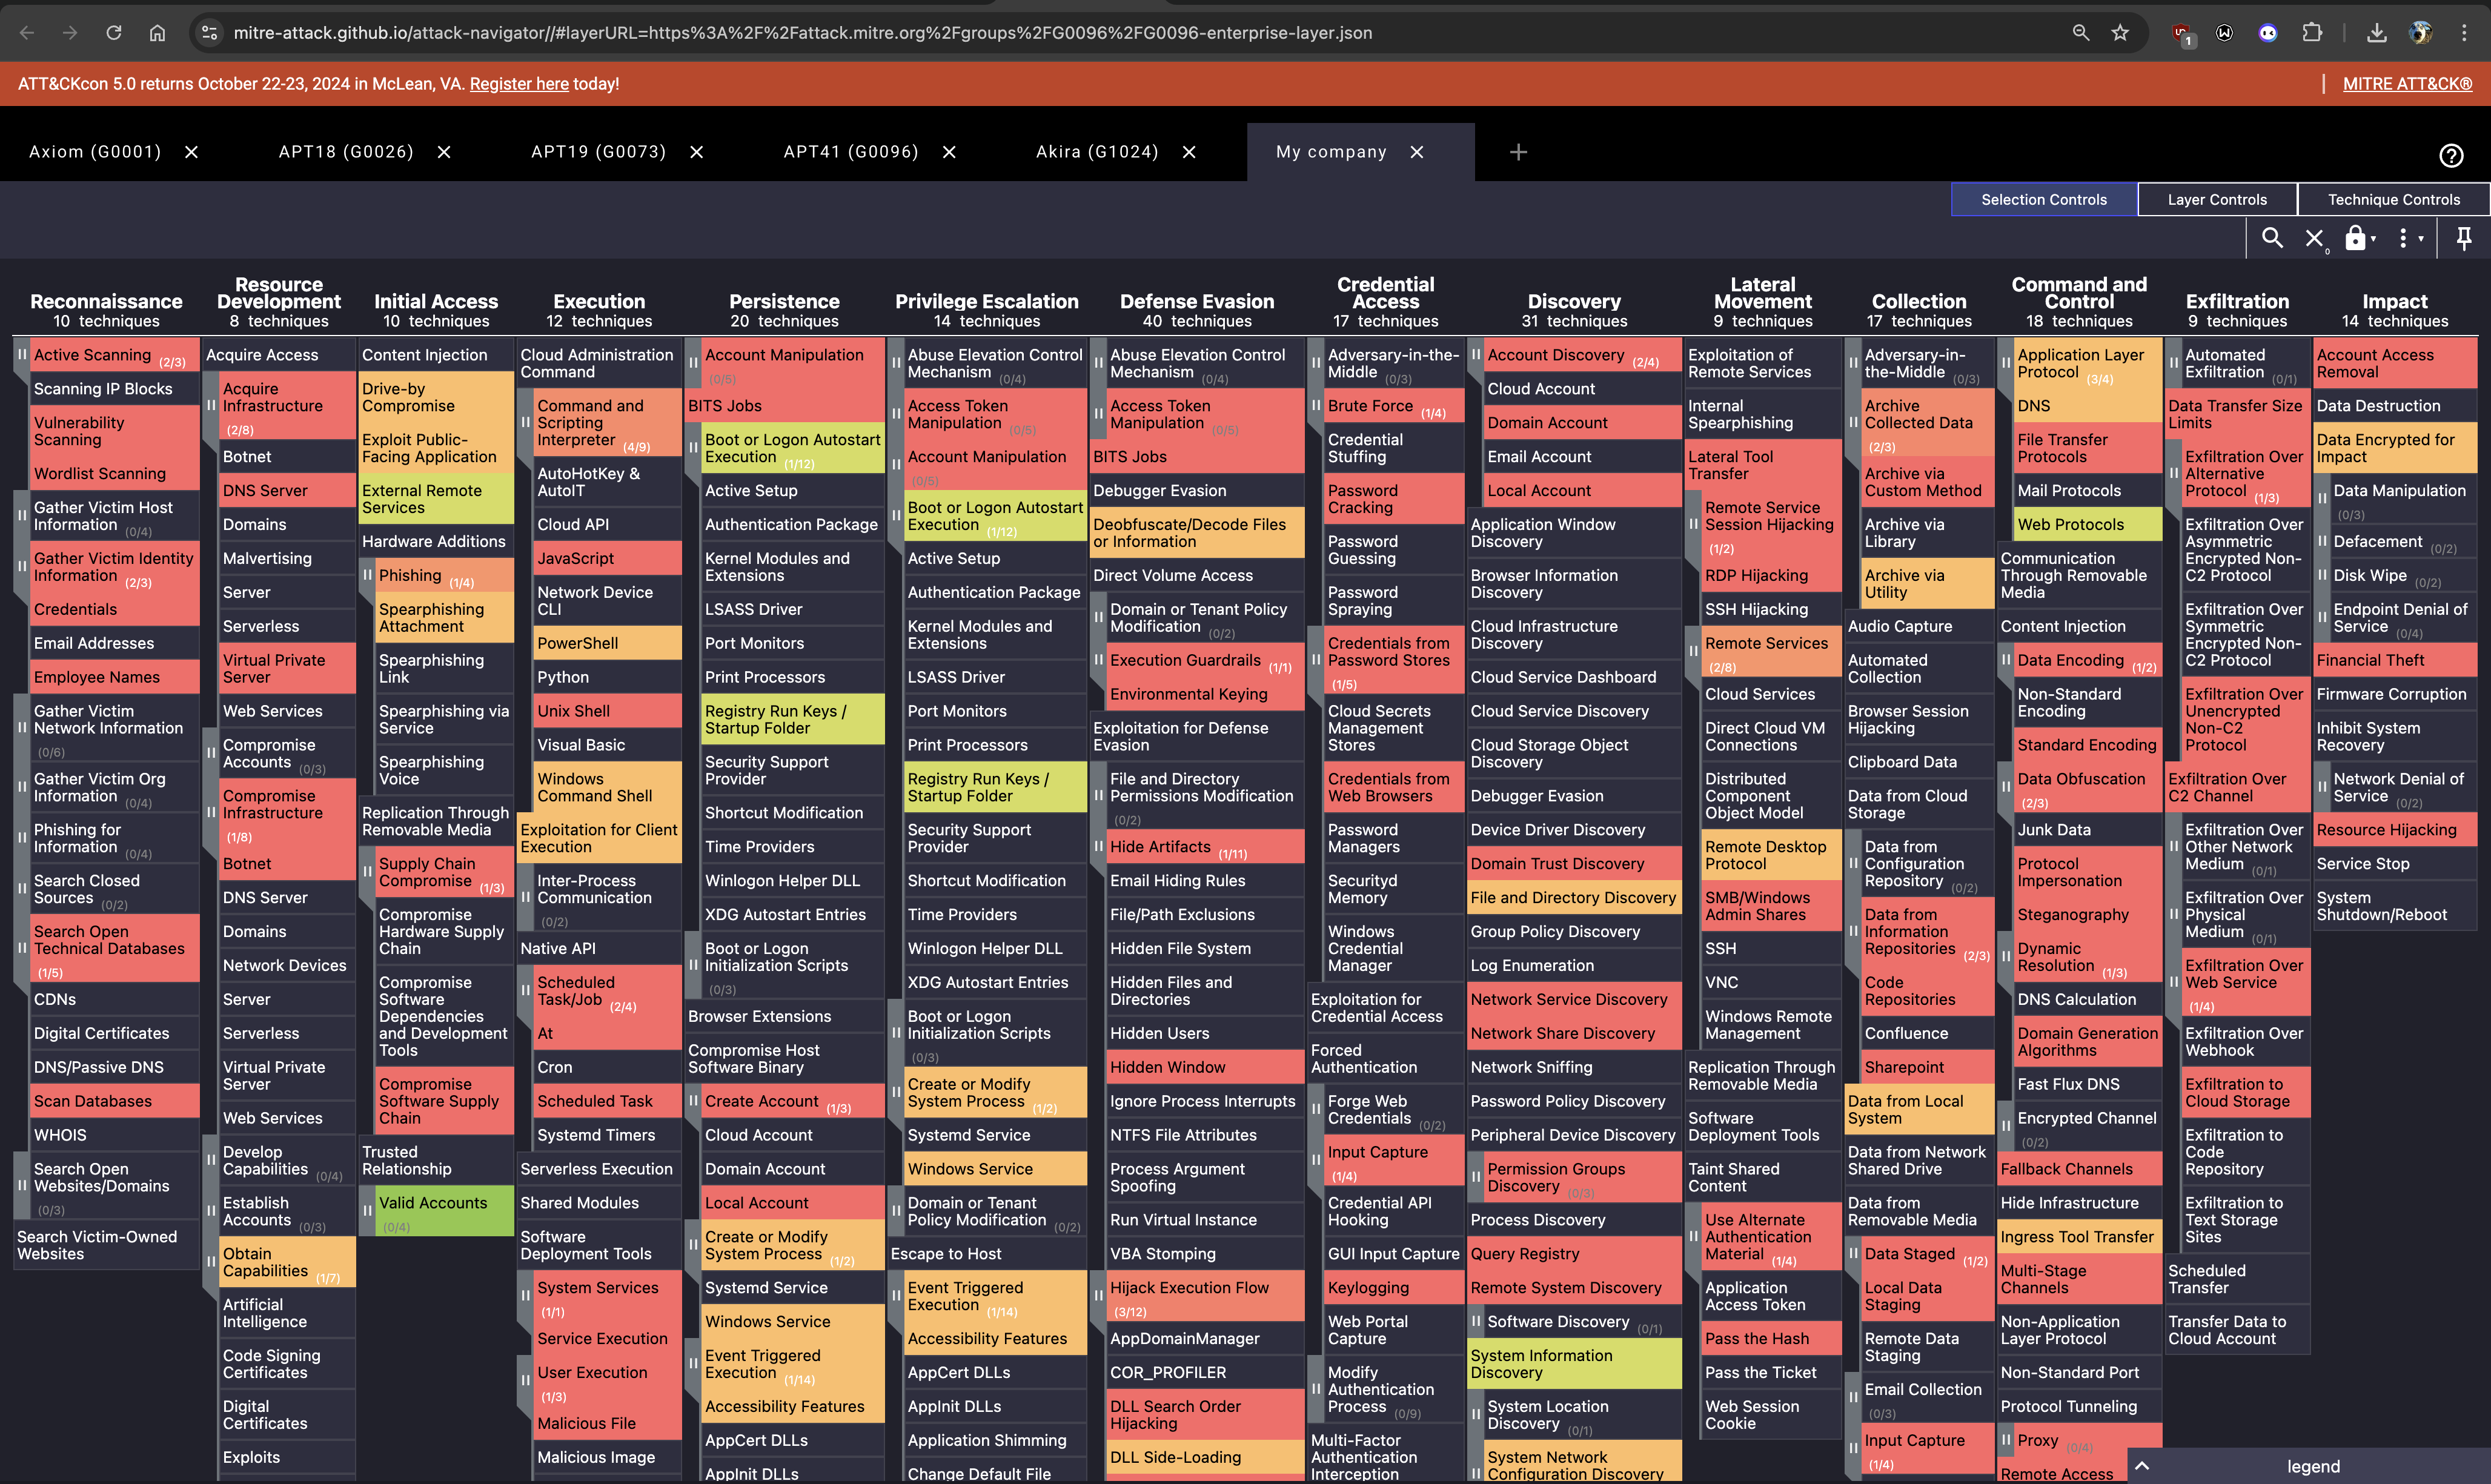 mitre-attack.github.io/attack-navigator//#layerURL=https%3A%2F%2Fattack.mitre.org%2Fgroups%2FG0096%2FG0096-enterprise-layer.json
1
ATT&CKcon 5.0 returns October 22-23, 2024 in McLean, VA. Register here today!
MITRE ATT&CK®
Axiom (G0001)
APT18 (G0026)
APT19 (G0073)
APT41 (G0096)
Akira (G1024)
My company
Selection Controls
Layer Controls
Technique Controls
0
Reconnaissance
10 techniques
Active Scanning (2/3)
Scanning IP Blocks
Vulnerability
Scanning
Wordlist Scanning
Gather Victim Host
Information (0/4)
Gather Victim Identity
Information (2/3)
Credentials
Email Addresses
Employee Names
Gather Victim
Network Information
(0/6)
Gather Victim Org
Information (0/4)
Phishing for
Information (0/4)
Search Closed
Sources (0/2)
Search Open
Technical Databases
(1/5)
CDNs
Digital Certificates
DNS/Passive DNS
Scan Databases
WHOIS
Search Open
Websites/Domains
(0/3)
Search Victim-Owned
Websites
Resource
Development
8 techniques
Acquire Access
Acquire
Infrastructure
(2/8)
Botnet
DNS Server
Domains
Malvertising
Server
Serverless
Virtual Private
Server
Web Services
Compromise
Accounts (0/3)
Compromise
Infrastructure
(1/8)
Botnet
DNS Server
Domains
Network Devices
Server
Serverless
Virtual Private
Server
Web Services
Develop
Capabilities (0/4)
Establish
Accounts (0/3)
Obtain
Capabilities (1/7)
Artificial
Intelligence
Code Signing
Certificates
Digital
Certificates
Exploits
Initial Access
10 techniques
Content Injection
Drive-by
Compromise
Exploit Public-
Facing Application
External Remote
Services
Hardware Additions
Phishing (1/4)
Spearphishing
Attachment
Spearphishing
Link
Spearphishing via
Service
Spearphishing
Voice
Replication Through
Removable Media
Supply Chain
Compromise (1/3)
Compromise
Hardware Supply
Chain
Compromise
Software
Dependencies
and Development
Tools
Compromise
Software Supply
Chain
Trusted
Relationship
Valid Accounts
(0/4)
Execution
12 techniques
Cloud Administration
Command
Command and
Scripting
Interpreter (4/9)
AutoHotKey &
AutoIT
Cloud API
JavaScript
Network Device
CLI
PowerShell
Python
Unix Shell
Visual Basic
Windows
Command Shell
Exploitation for Client
Execution
Inter-Process
Communication
(0/2)
Native API
Scheduled
Task/Job (2/4)
At
Cron
Scheduled Task
Systemd Timers
Serverless Execution
Shared Modules
Software
Deployment Tools
System Services
(1/1)
Service Execution
User Execution
(1/3)
Malicious File
Malicious Image
Persistence
20 techniques
Account Manipulation
(0/5)
BITS Jobs
Boot or Logon Autostart
Execution (1/12)
Active Setup
Authentication Package
Kernel Modules and
Extensions
LSASS Driver
Port Monitors
Print Processors
Registry Run Keys /
Startup Folder
Security Support
Provider
Shortcut Modification
Time Providers
Winlogon Helper DLL
XDG Autostart Entries
Boot or Logon
Initialization Scripts
(0/3)
Browser Extensions
Compromise Host
Software Binary
Create Account (1/3)
Cloud Account
Domain Account
Local Account
Create or Modify
System Process (1/2)
Systemd Service
Windows Service
Event Triggered
Execution (1/14)
Accessibility Features
AppCert DLLs
AppInit DLLs
Privilege Escalation
14 techniques
Abuse Elevation Control
Mechanism (0/4)
Access Token
Manipulation (0/5)
Account Manipulation
(0/5)
Boot or Logon Autostart
Execution (1/12)
Active Setup
Authentication Package
Kernel Modules and
Extensions
LSASS Driver
Port Monitors
Print Processors
Registry Run Keys /
Startup Folder
Security Support
Provider
Shortcut Modification
Time Providers
Winlogon Helper DLL
XDG Autostart Entries
Boot or Logon
Initialization Scripts
(0/3)
Create or Modify
System Process (1/2)
Systemd Service
Windows Service
Domain or Tenant
Policy Modification (0/2)
Escape to Host
Event Triggered
Execution (1/14)
Accessibility Features
AppCert DLLs
AppInit DLLs
Application Shimming
Change Default File
Defense Evasion
40 techniques
Abuse Elevation Control
Mechanism (0/4)
Access Token
Manipulation (0/5)
BITS Jobs
Debugger Evasion
Deobfuscate/Decode Files
or Information
Direct Volume Access
Domain or Tenant Policy
Modification (0/2)
Execution Guardrails (1/1)
Environmental Keying
Exploitation for Defense
Evasion
File and Directory
Permissions Modification
(0/2)
Hide Artifacts (1/11)
Email Hiding Rules
File/Path Exclusions
Hidden File System
Hidden Files and
Directories
Hidden Users
Hidden Window
Ignore Process Interrupts
NTFS File Attributes
Process Argument
Spoofing
Run Virtual Instance
VBA Stomping
Hijack Execution Flow
(3/12)
AppDomainManager
COR_PROFILER
DLL Search Order
Hijacking
DLL Side-Loading
Credential
Access
17 techniques
Adversary-in-the-
Middle (0/3)
Brute Force (1/4)
Credential
Stuffing
Password
Cracking
Password
Guessing
Password
Spraying
Credentials from
Password Stores
(1/5)
Cloud Secrets
Management
Stores
Credentials from
Web Browsers
Password
Managers
Securityd
Memory
Windows
Credential
Manager
Exploitation for
Credential Access
Forced
Authentication
Forge Web
Credentials (0/2)
Input Capture
(1/4)
Credential API
Hooking
GUI Input Capture
Keylogging
Web Portal
Capture
Modify
Authentication
Process (0/9)
Multi-Factor
Authentication
Interception
Discovery
31 techniques
Account Discovery (2/4)
Cloud Account
Domain Account
Email Account
Local Account
Application Window
Discovery
Browser Information
Discovery
Cloud Infrastructure
Discovery
Cloud Service Dashboard
Cloud Service Discovery
Cloud Storage Object
Discovery
Debugger Evasion
Device Driver Discovery
Domain Trust Discovery
File and Directory Discovery
Group Policy Discovery
Log Enumeration
Network Service Discovery
Network Share Discovery
Network Sniffing
Password Policy Discovery
Peripheral Device Discovery
Permission Groups
Discovery (0/3)
Process Discovery
Query Registry
Remote System Discovery
Software Discovery (0/1)
System Information
Discovery
System Location
Discovery (0/1)
System Network
Configuration Discovery
Lateral
Movement
9 techniques
Exploitation of
Remote Services
Internal
Spearphishing
Lateral Tool
Transfer
Remote Service
Session Hijacking
(1/2)
RDP Hijacking
SSH Hijacking
Remote Services
(2/8)
Cloud Services
Direct Cloud VM
Connections
Distributed
Component
Object Model
Remote Desktop
Protocol
SMB/Windows
Admin Shares
SSH
VNC
Windows Remote
Management
Replication Through
Removable Media
Software
Deployment Tools
Taint Shared
Content
Use Alternate
Authentication
Material (1/4)
Application
Access Token
Pass the Hash
Pass the Ticket
Web Session
Cookie
Collection
17 techniques
Adversary-in-
the-Middle (0/3)
Archive
Collected Data
(2/3)
Archive via
Custom Method
Archive via
Library
Archive via
Utility
Audio Capture
Automated
Collection
Browser Session
Hijacking
Clipboard Data
Data from Cloud
Storage
Data from
Configuration
Repository (0/2)
Data from
Information
Repositories (2/3)
Code
Repositories
Confluence
Sharepoint
Data from Local
System
Data from Network
Shared Drive
Data from
Removable Media
Data Staged (1/2)
Local Data
Staging
Remote Data
Staging
Email Collection
(0/3)
Input Capture
(1/4)
Command and
Control
18 techniques
Application Layer
Protocol (3/4)
DNS
File Transfer
Protocols
Mail Protocols
Web Protocols
Communication
Through Removable
Media
Content Injection
Data Encoding (1/2)
Non-Standard
Encoding
Standard Encoding
Data Obfuscation
(2/3)
Junk Data
Protocol
Impersonation
Steganography
Dynamic
Resolution (1/3)
DNS Calculation
Domain Generation
Algorithms
Fast Flux DNS
Encrypted Channel
(0/2)
Fallback Channels
Hide Infrastructure
Ingress Tool Transfer
Multi-Stage
Channels
Non-Application
Layer Protocol
Non-Standard Port
Protocol Tunneling
Proxy (0/4)
Remote Access
Exfiltration
9 techniques
Automated
Exfiltration (0/1)
Data Transfer Size
Limits
Exfiltration Over
Alternative
Protocol (1/3)
Exfiltration Over
Asymmetric
Encrypted Non-
C2 Protocol
Exfiltration Over
Symmetric
Encrypted Non-
C2 Protocol
Exfiltration Over
Unencrypted
Non-C2
Protocol
Exfiltration Over
C2 Channel
Exfiltration Over
Other Network
Medium (0/1)
Exfiltration Over
Physical
Medium (0/1)
Exfiltration Over
Web Service
(1/4)
Exfiltration Over
Webhook
Exfiltration to
Cloud Storage
Exfiltration to
Code
Repository
Exfiltration to
Text Storage
Sites
Scheduled
Transfer
Transfer Data to
Cloud Account
Impact
14 techniques
Account Access
Removal
Data Destruction
Data Encrypted for
Impact
Data Manipulation
(0/3)
Defacement (0/2)
Disk Wipe (0/2)
Endpoint Denial of
Service (0/4)
Financial Theft
Firmware Corruption
Inhibit System
Recovery
Network Denial of
Service (0/2)
Resource Hijacking
Service Stop
System
Shutdown/Reboot
legend